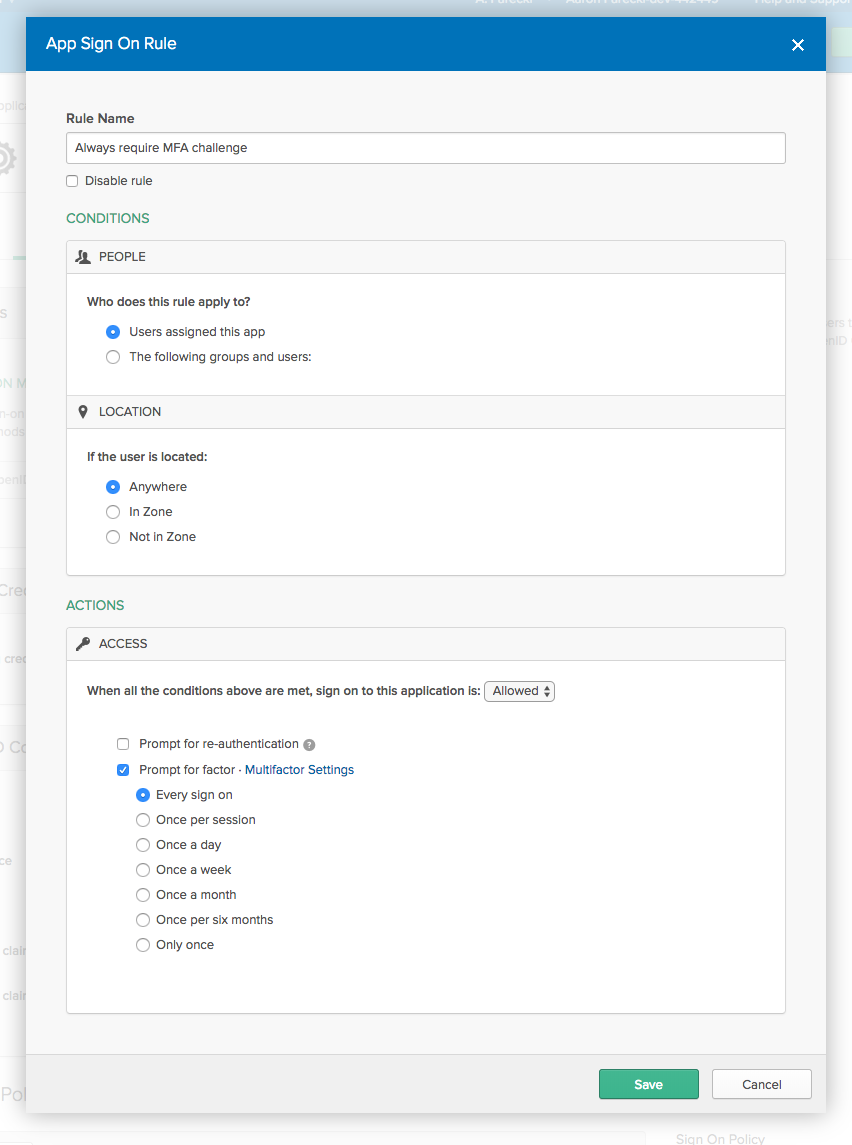 App Sign On Rule
Rule Name
Always require MFA challenge
Disable rule
CONDITIONS
PEOPLE
Who does this rule apply to?
Users assigned this app
The following groups and users:
LOCATION
If the user is located:
Anywhere
In Zone
Not in Zone
ACTIONS
ACCESS
When all the conditions above are met, sign on to this application is: Allowed
Prompt for re-authentication ?
Prompt for factor · Multifactor Settings
Every sign on
Once per session
Once a day
Once a week
Once a month
Once per six months
Only once
Save Cancel
Sign On Policy